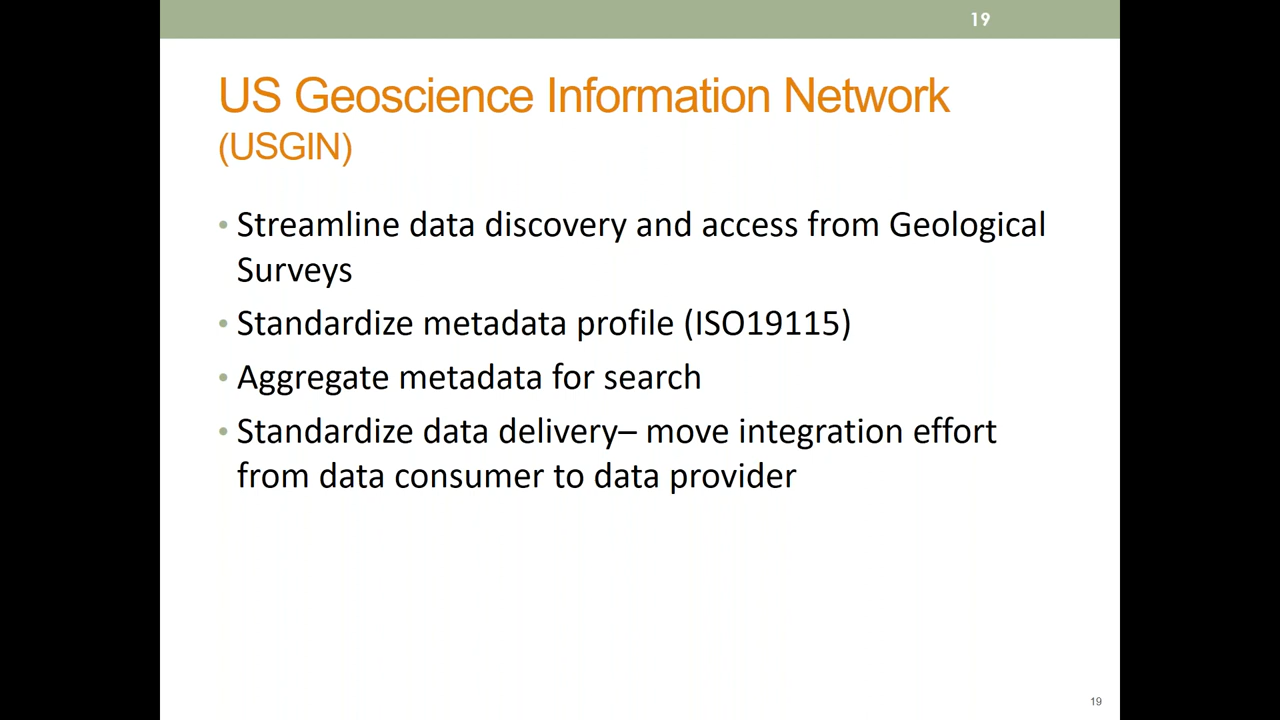 19
US Geoscience Information Network
(USGIN)
• Streamline data discovery and access from Geological
Surveys
• Standardize metadata profile (ISO19115)
• Aggregate metadata for search
• Standardize data delivery– move integration effort
from data consumer to data provider
19